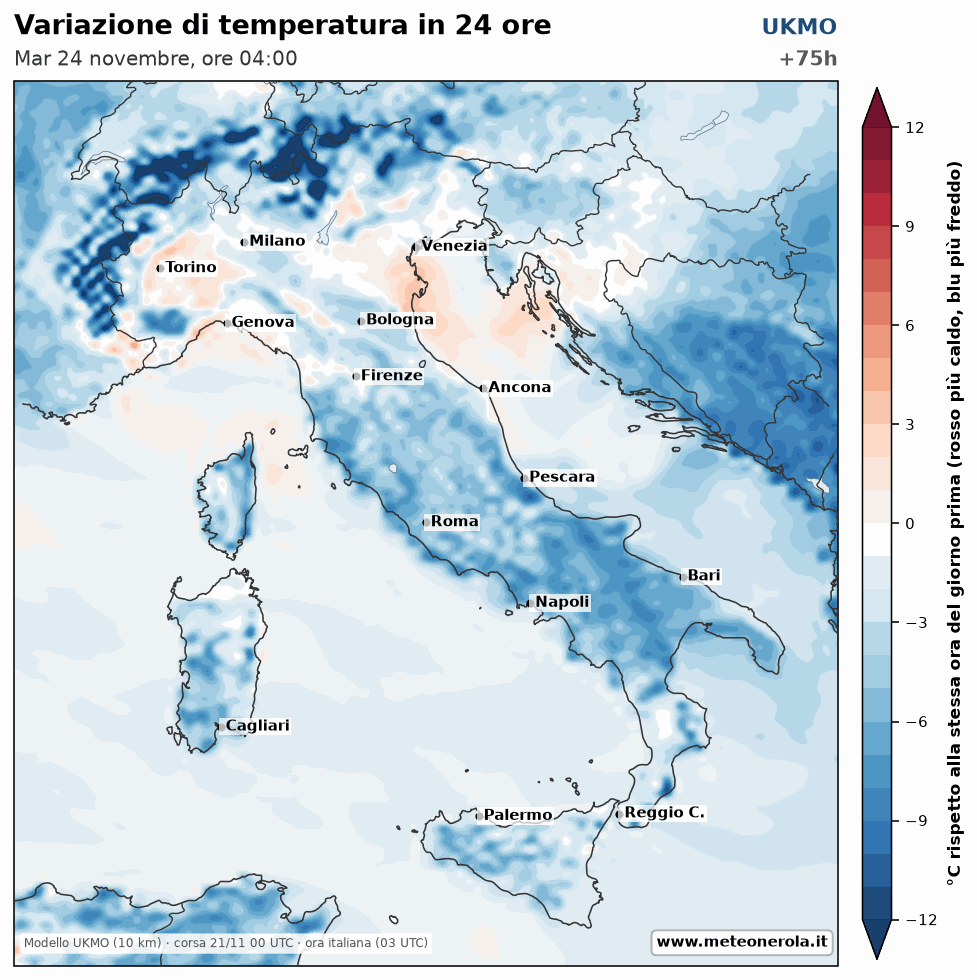 Variazione di temperatura in 24 ore
UKMO
Mar 24 novembre, ore 04:00
+75h
Milano
Venezia
Torino
Genova
Bologna
Firenze
Ancona
Pescara
Roma
Bari
Napoli
Cagliari
Palermo
Reggio C.
12
9
6
3
0
−3
−6
−9
−12
°C rispetto alla stessa ora del giorno prima (rosso più caldo, blu più freddo)
Modello UKMO (10 km) · corsa 21/11 00 UTC · ora italiana (03 UTC)
www.meteonerola.it